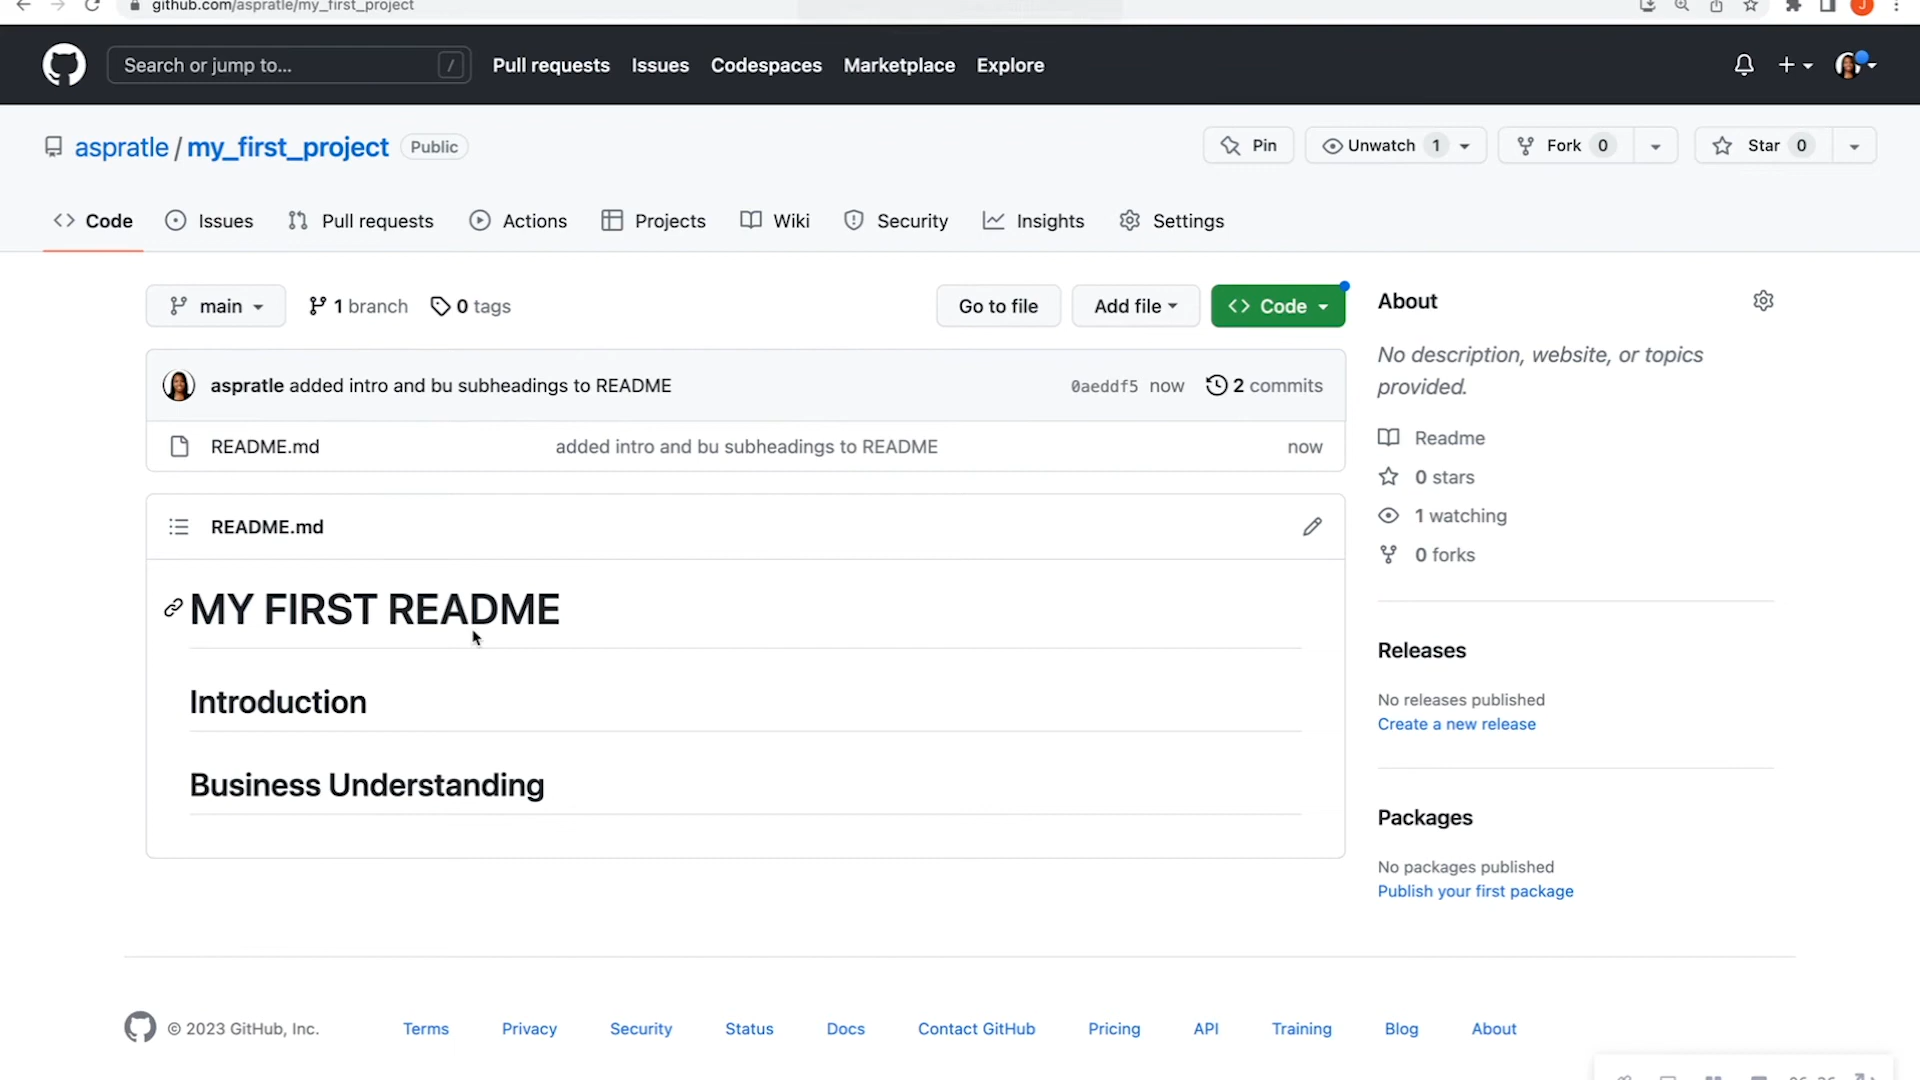 github.com/aspratle/my_first_project
J
Search or jump to... /
Pull requests Issues Codespaces Marketplace Explore
aspratle / my_first_project Public
Pin Unwatch 1 Fork 0 Star 0
Code Issues Pull requests Actions Projects Wiki Security Insights Settings
main 1 branch 0 tags Go to file Add file Code
aspratle added intro and bu subheadings to README 0aeddf5 now 2 commits
README.md added intro and bu subheadings to README now
README.md
MY FIRST README
Introduction
Business Understanding
About
No description, website, or topics
provided.
Readme
0 stars
1 watching
0 forks
Releases
No releases published
Create a new release
Packages
No packages published
Publish your first package
© 2023 GitHub, Inc. Terms Privacy Security Status Docs Contact GitHub Pricing API Training Blog About